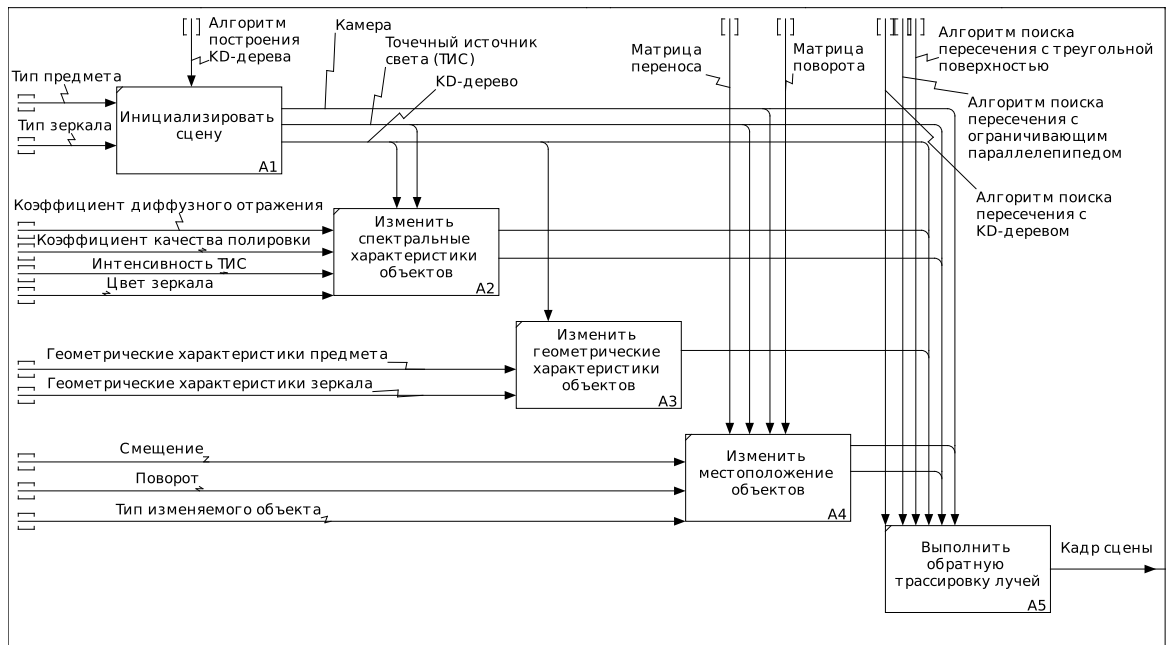 Алгоритм
построения
KD-дерева
Камера
Точечный источник
света (ТИС)
KD-дерево
Матрица
переноса
Матрица
поворота
Алгоритм поиска
пересечения с треугольной
поверхностью
Алгоритм поиска
пересечения с
ограничивающим
параллелепипедом
Алгоритм поиска
пересечения с
KD-деревом
Тип предмета
Тип зеркала
Инициализировать
сцену
A1
Коэффициент диффузного отражения
Коэффициент качества полировки
Интенсивность ТИС
Цвет зеркала
Изменить
спектральные
характеристики
объектов
A2
Геометрические характеристики предмета
Геометрические характеристики зеркала
Изменить
геометрические
характеристики
объектов
A3
Смещение
Поворот
Тип изменяемого объекта
Изменить
местоположение
объектов
A4
Выполнить
обратную
трассировку лучей
A5
Кадр сцены